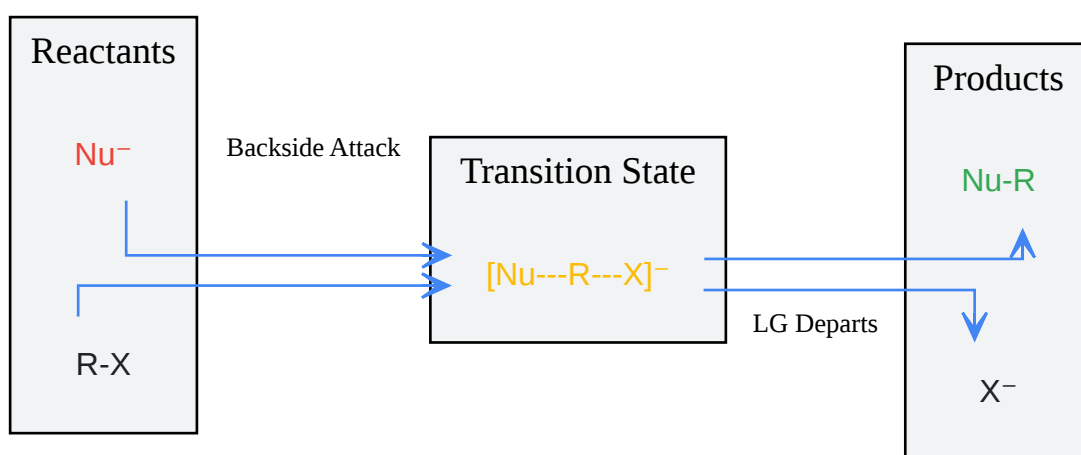 Reactants
Nu⁻
R-X
Backside Attack
Transition State
[Nu---R---X]⁻
LG Departs
Products
Nu-R
X⁻